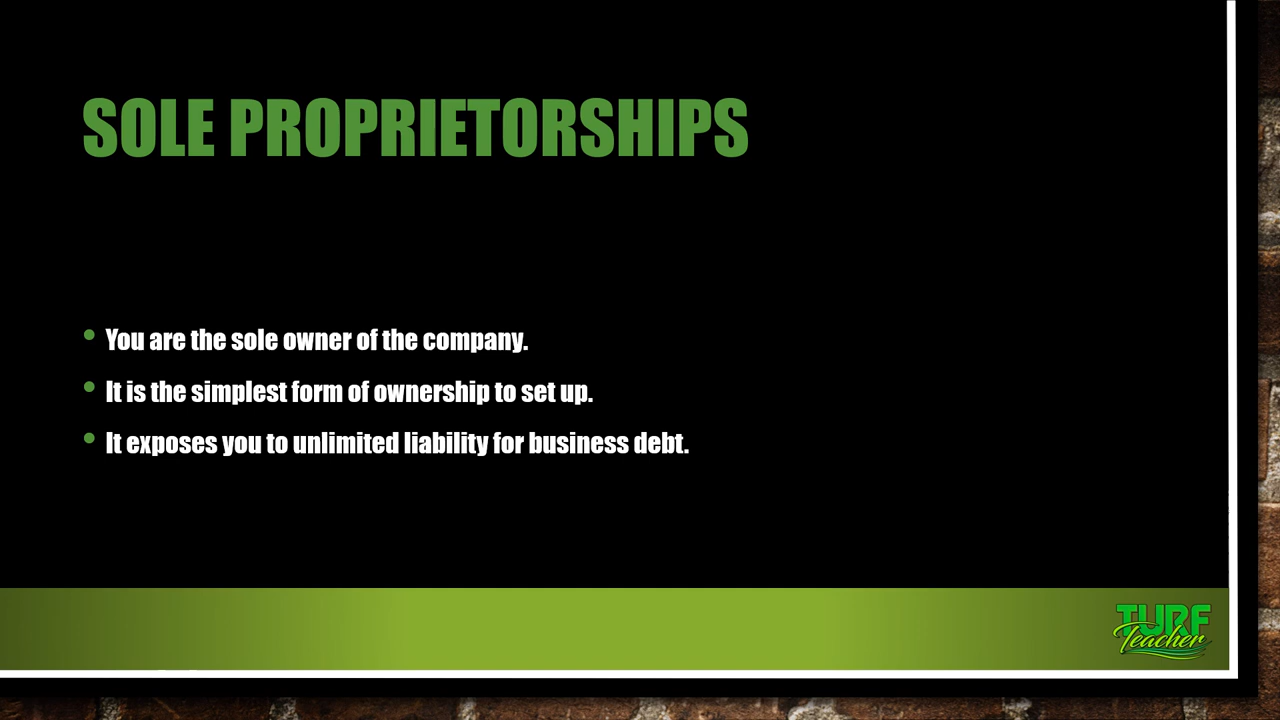 SOLE PROPRIETORSHIPS
• You are the sole owner of the company.
• It is the simplest form of ownership to set up.
• It exposes you to unlimited liability for business debt.
TURF
Teacher